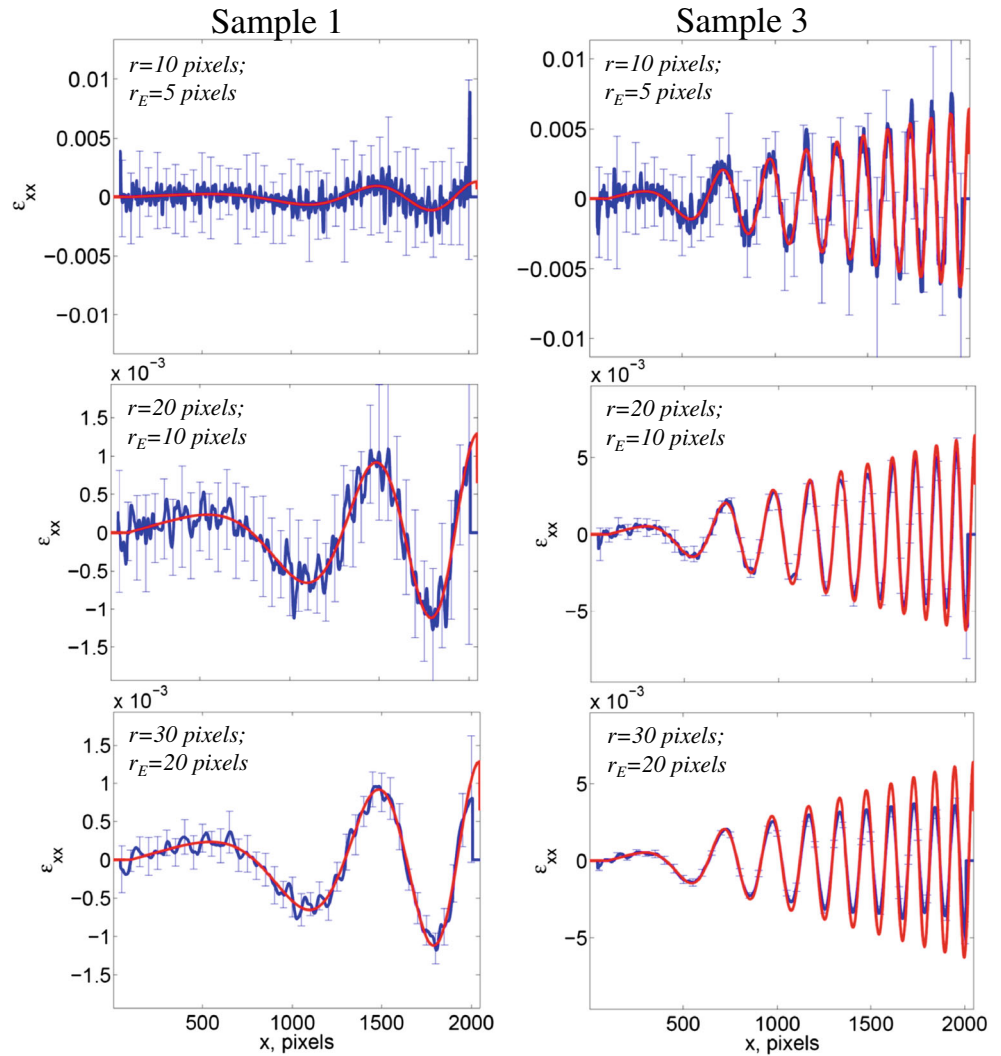 Sample 1
Sample 3
r=10 pixels;
r_E=5 pixels
0.01
0.005
0
−0.005
−0.01
ε_xx
r=10 pixels;
r_E=5 pixels
0.01
0.005
0
−0.005
−0.01
x 10⁻³
r=20 pixels;
r_E=10 pixels
1.5
1
0.5
0
−0.5
−1
−1.5
ε_xx
r=20 pixels;
r_E=10 pixels
5
0
−5
ε_xx
x 10⁻³
r=30 pixels;
r_E=20 pixels
1.5
1
0.5
0
−0.5
−1
−1.5
ε_xx
500 1000 1500 2000
x, pixels
x 10⁻³
r=30 pixels;
r_E=20 pixels
5
0
−5
ε_xx
500 1000 1500 2000
x, pixels